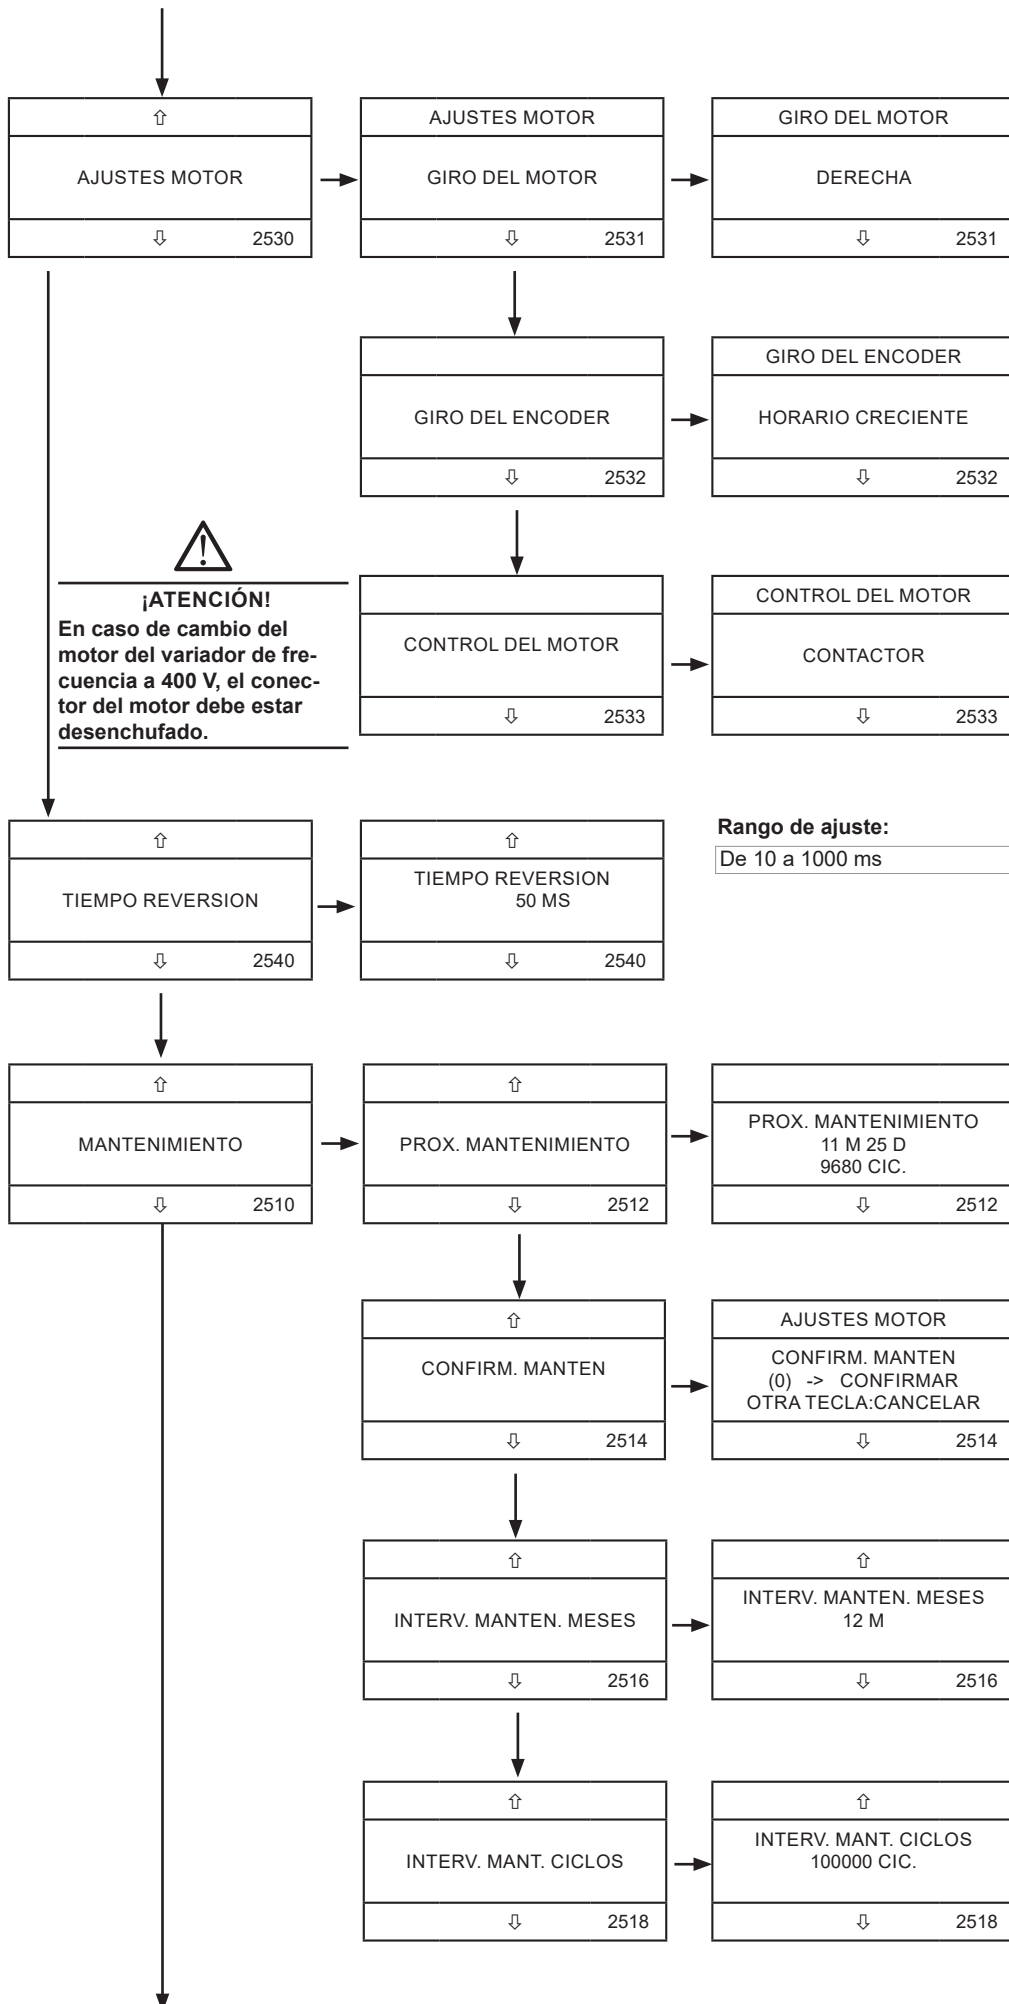 ⇧
AJUSTES MOTOR
⇩ 2530
AJUSTES MOTOR
GIRO DEL MOTOR
⇩ 2531
GIRO DEL MOTOR
DERECHA
⇩ 2531
GIRO DEL ENCODER
⇩ 2532
GIRO DEL ENCODER
HORARIO CRECIENTE
⇩ 2532
¡ATENCIÓN!
En caso de cambio del
motor del variador de fre-
cuencia a 400 V, el conec-
tor del motor debe estar
desenchufado.
CONTROL DEL MOTOR
⇩ 2533
CONTROL DEL MOTOR
CONTACTOR
⇩ 2533
⇧
TIEMPO REVERSION
⇩ 2540
⇧
TIEMPO REVERSION
50 MS
⇩ 2540
Rango de ajuste:
De 10 a 1000 ms
⇧
MANTENIMIENTO
⇩ 2510
⇧
PROX. MANTENIMIENTO
⇩ 2512
PROX. MANTENIMIENTO
11 M 25 D
9680 CIC.
⇩ 2512
⇧
CONFIRM. MANTEN
⇩ 2514
AJUSTES MOTOR
CONFIRM. MANTEN
(0) -> CONFIRMAR
OTRA TECLA:CANCELAR
⇩ 2514
⇧
INTERV. MANTEN. MESES
⇩ 2516
⇧
INTERV. MANTEN. MESES
12 M
⇩ 2516
⇧
INTERV. MANT. CICLOS
⇩ 2518
⇧
INTERV. MANT. CICLOS
100000 CIC.
⇩ 2518